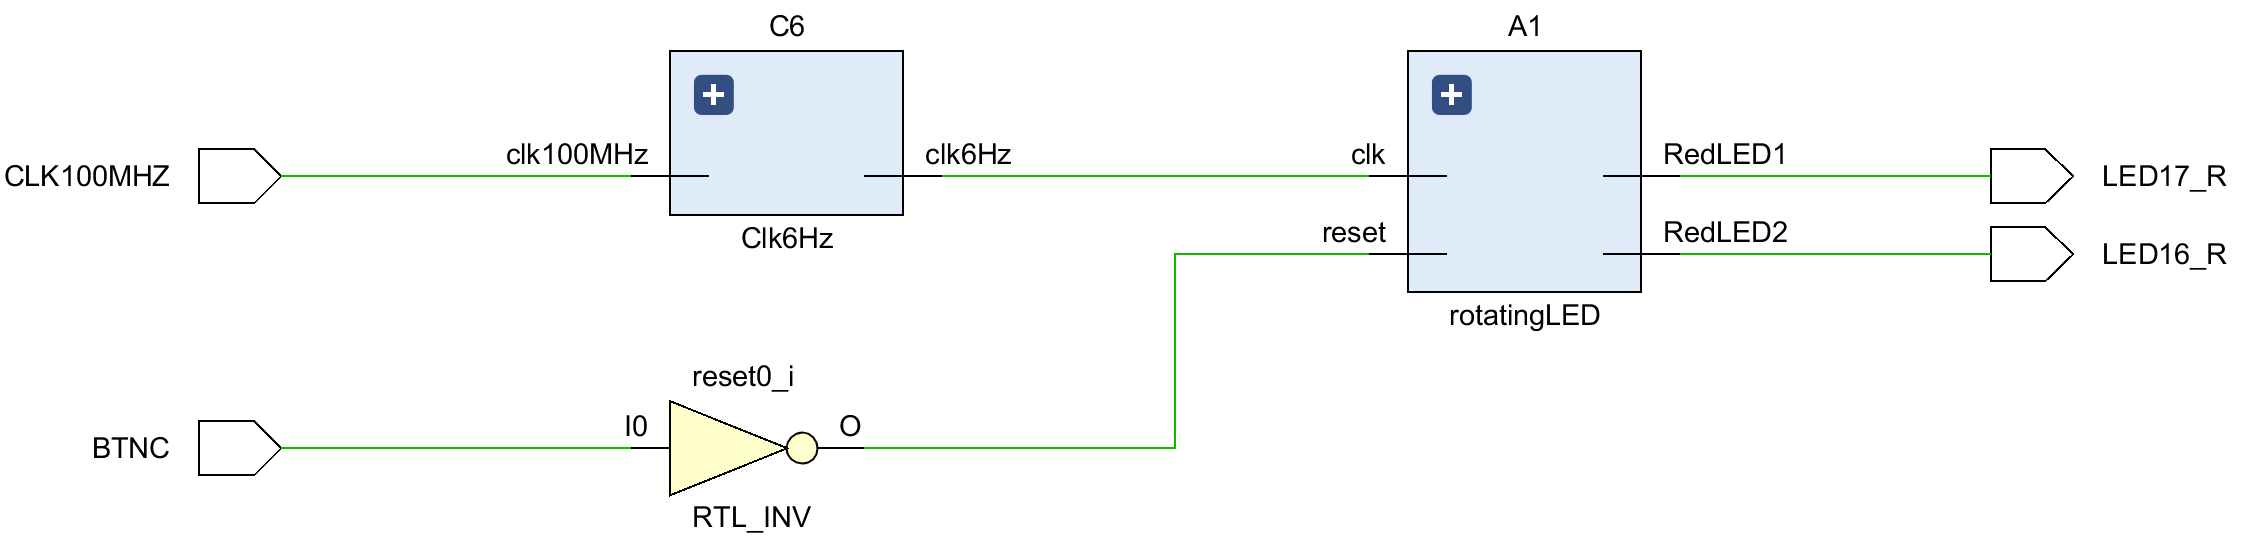 C6
A1
clk100MHz
clk6Hz
clk
RedLED1
CLK100MHZ
LED17_R
Clk6Hz
reset
RedLED2
LED16_R
rotatingLED
reset0_i
I0
O
BTNC
RTL_INV